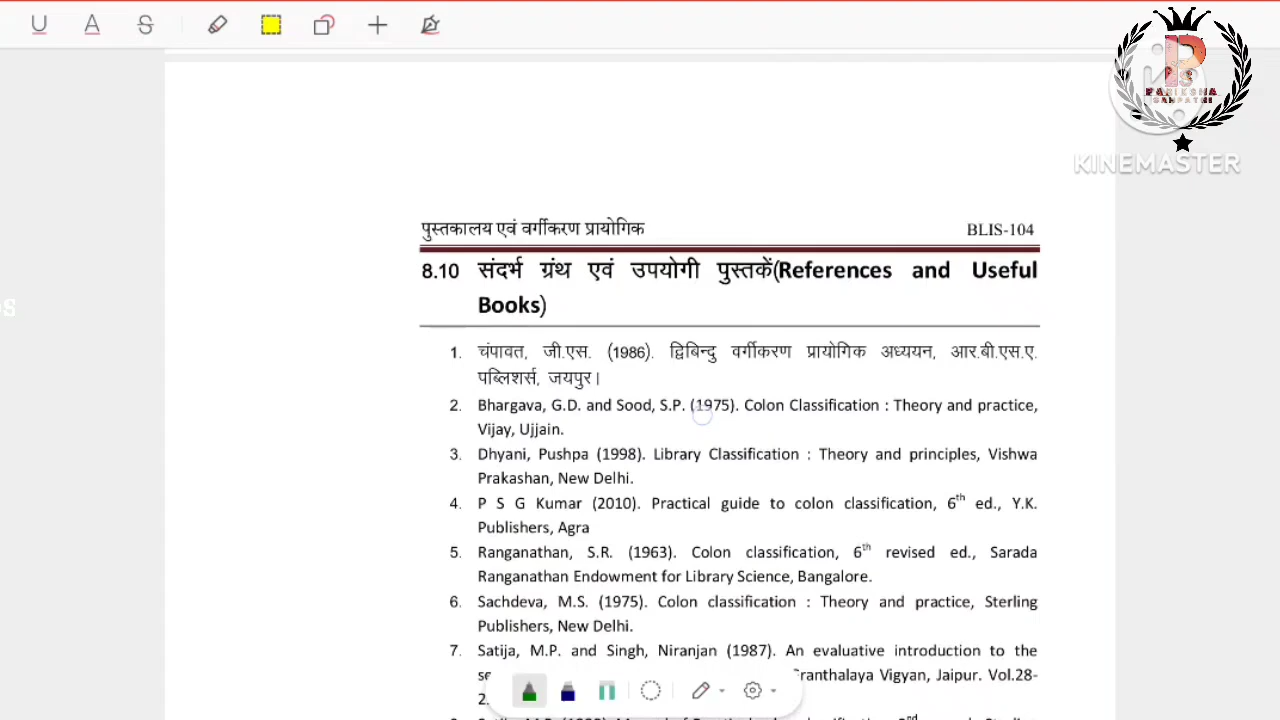 PARIKSHA
SANPATHI
KINEMASTER
पुस्तकालय एवं वर्गीकरण प्रायोगिक BLIS-104
8.10 संदर्भ ग्रंथ एवं उपयोगी पुस्तकें(References and Useful
Books)
1. चंपावत, जी.एस. (1986). द्विबिन्दु वर्गीकरण प्रायोगिक अध्ययन, आर.बी.एस.ए.
पब्लिशर्स, जयपुर।
2. Bhargava, G.D. and Sood, S.P. (1975). Colon Classification : Theory and practice,
Vijay, Ujjain.
3. Dhyani, Pushpa (1998). Library Classification : Theory and principles, Vishwa
Prakashan, New Delhi.
4. P S G Kumar (2010). Practical guide to colon classification, 6th ed., Y.K.
Publishers, Agra
5. Ranganathan, S.R. (1963). Colon classification, 6th revised ed., Sarada
Ranganathan Endowment for Library Science, Bangalore.
6. Sachdeva, M.S. (1975). Colon classification : Theory and practice, Sterling
Publishers, New Delhi.
7. Satija, M.P. and Singh, Niranjan (1987). An evaluative introduction to the
Granthalaya Vigyan, Jaipur. Vol.28-
2.